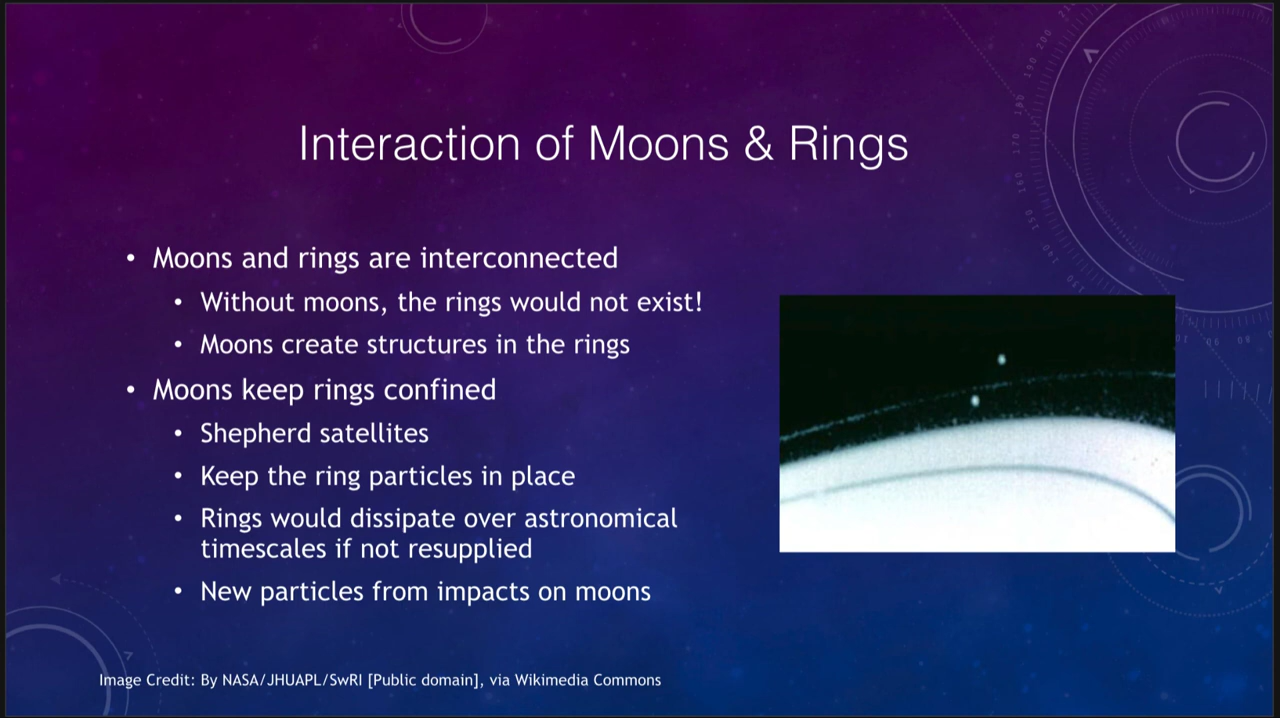 Interaction of Moons & Rings
• Moons and rings are interconnected
• Without moons, the rings would not exist!
• Moons create structures in the rings
• Moons keep rings confined
• Shepherd satellites
• Keep the ring particles in place
• Rings would dissipate over astronomical
timescales if not resupplied
• New particles from impacts on moons
Image Credit: By NASA/JHUAPL/SwRI [Public domain], via Wikimedia Commons